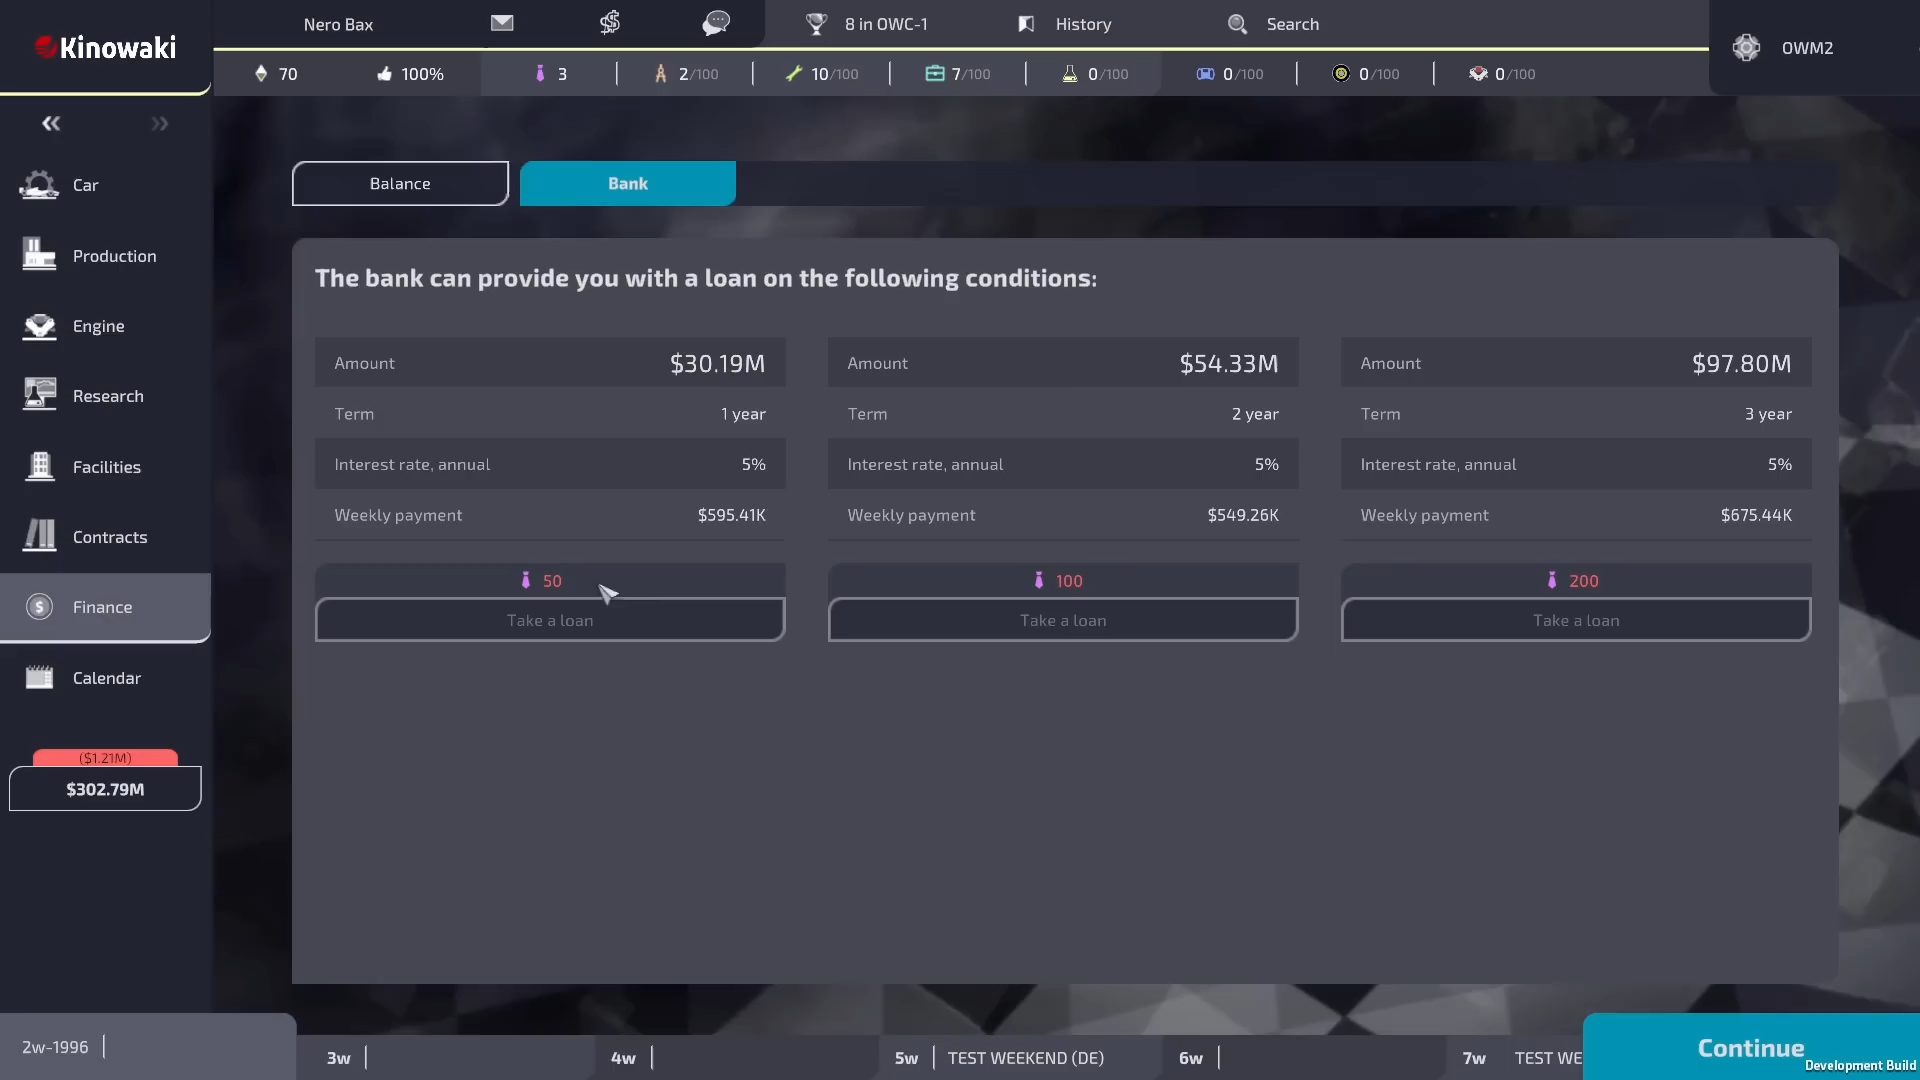 Kinowaki
Nero Bax
8 in OWC-1
History
Search
OWM2
70
100%
3
2/100
10/100
7/100
0/100
0/100
0/100
0/100
Car
Production
Engine
Research
Facilities
Contracts
Finance
Calendar
($1.21M)
$302.79M
Balance
Bank
The bank can provide you with a loan on the following conditions:
Amount $30.19M
Term 1 year
Interest rate, annual 5%
Weekly payment $595.41K
50
Take a loan
Amount $54.33M
Term 2 year
Interest rate, annual 5%
Weekly payment $549.26K
100
Take a loan
Amount $97.80M
Term 3 year
Interest rate, annual 5%
Weekly payment $675.44K
200
Take a loan
2w-1996
3w
4w
5w TEST WEEKEND (DE)
6w
7w TEST WE
Continue
Development Build